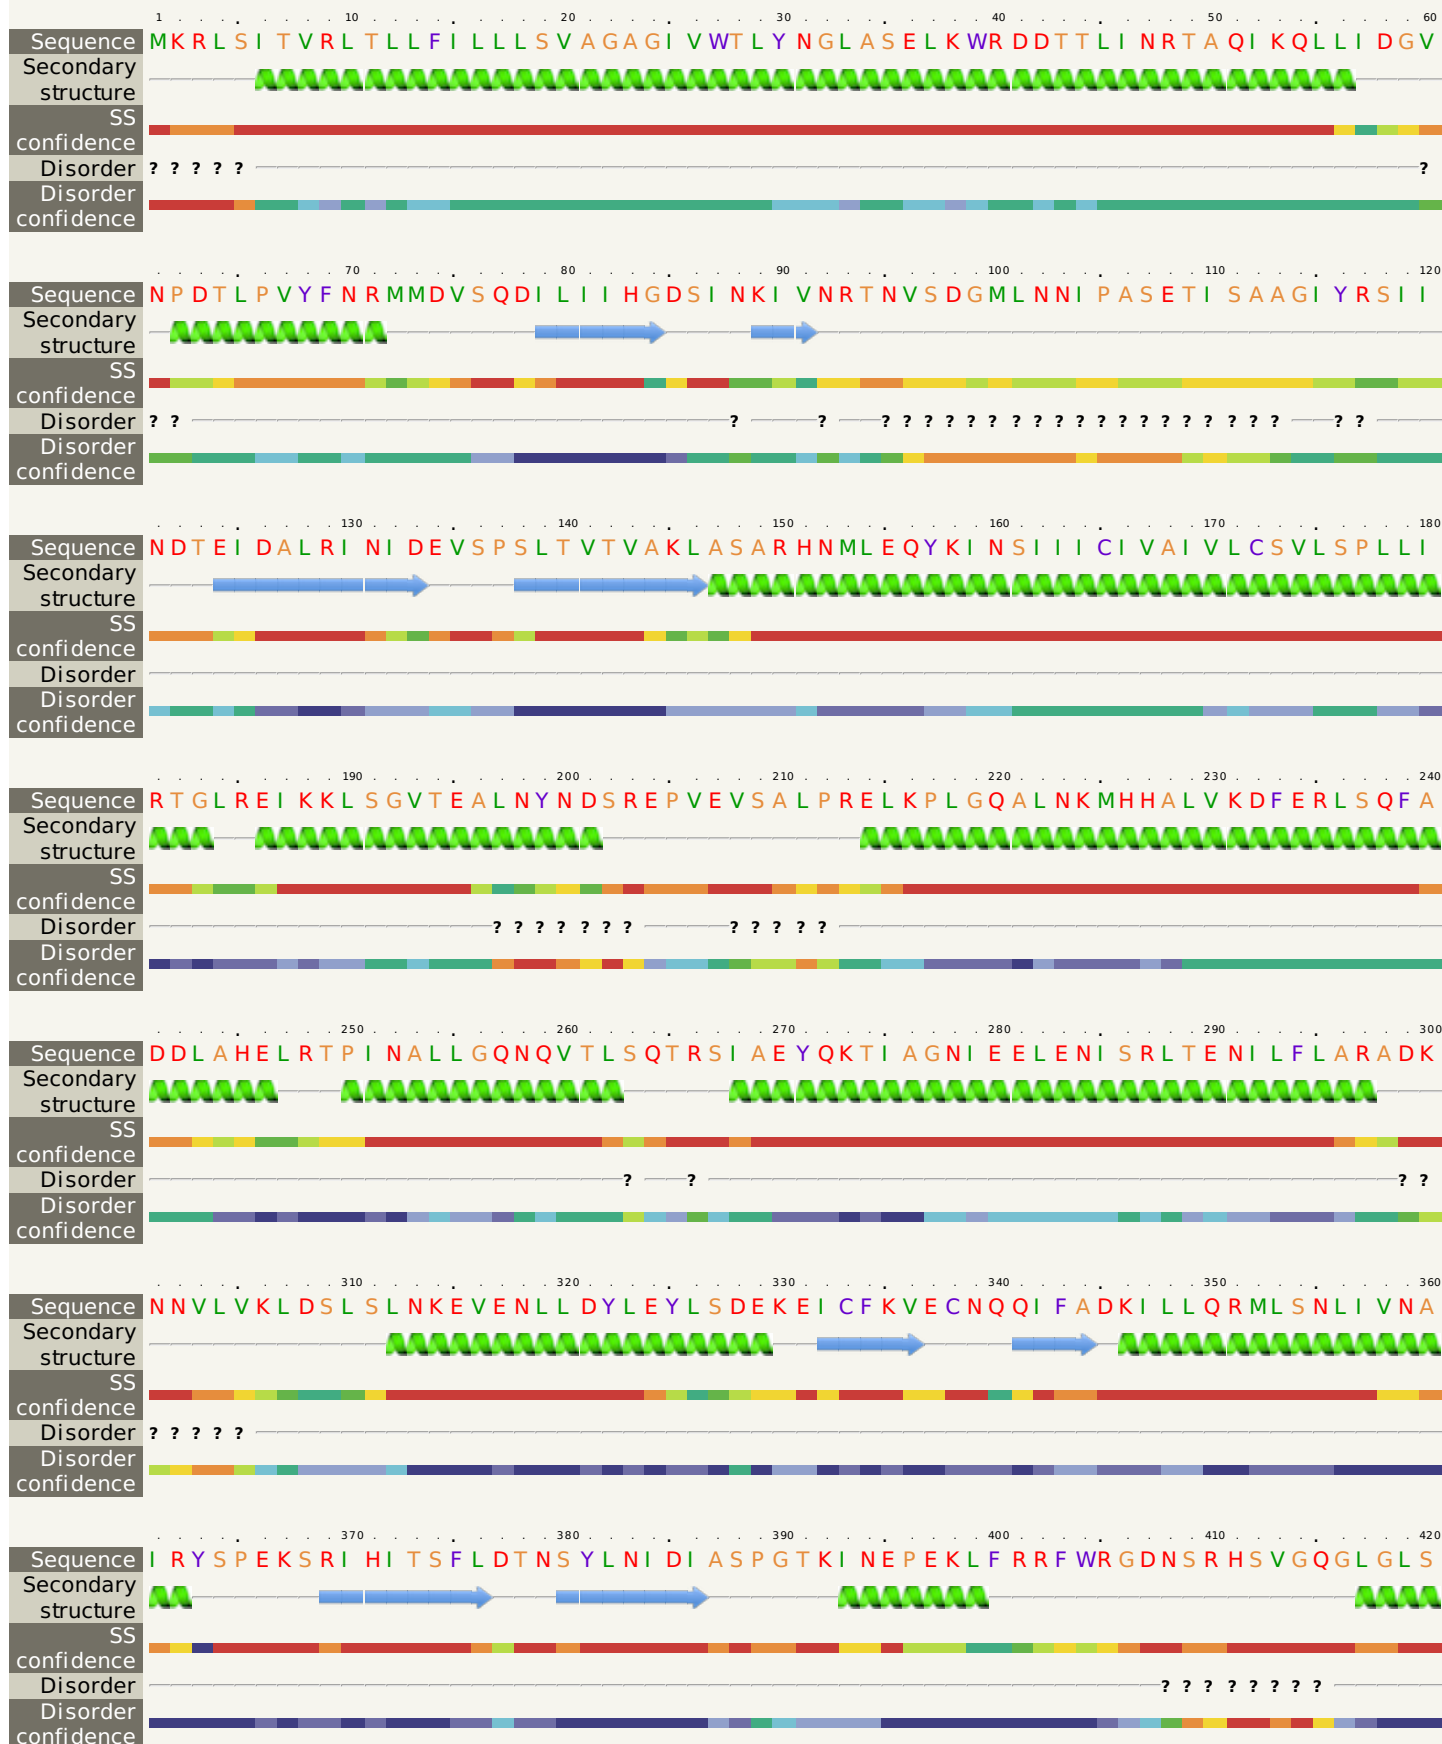 1 10 20 30 40 50 60
Sequence MKRLSITVRLTLLFILLLSVAGAGIVWTLYNGLASELKWRDDTTLINRTAQIKQLLIDGV
Secondary
structure
SS
confidence
Disorder ? ? ? ? ? ?
Disorder
confidence
70 80 90 100 110 120
Sequence NPDTLPVYFNRMMDVSQDILIIHGDSINKIVNRTNVSDGMLNNIPASETISAAGIYRSII
Secondary
structure
SS
confidence
Disorder ? ? ? ? ? ? ? ? ? ? ? ? ? ? ? ? ? ? ? ? ? ? ? ? ?
Disorder
confidence
130 140 150 160 170 180
Sequence NDTEIDALRINIDEVSPSLTVTVAKLASARHNMLEQYKINSIIICIVAIVLCSVLSPLLI
Secondary
structure
SS
confidence
Disorder
Disorder
confidence
190 200 210 220 230 240
Sequence RTGLREIKKLSGVTEALNYNDSREPVEVSALPRELKPLGQALNKMHHALVKDFERLSQFA
Secondary
structure
SS
confidence
Disorder ? ? ? ? ? ? ? ? ? ? ? ?
Disorder
confidence
250 260 270 280 290 300
Sequence DDLAHELRTPINALLGQNQVTLSQTRSIAEYQKTIAGNIEELENISRLTENILFLARADK
Secondary
structure
SS
confidence
Disorder ? ? ? ?
Disorder
confidence
310 320 330 340 350 360
Sequence NNVLVKLDSLSLNKEVENLLDYLEYLSDEKEICFKVECNQQIFADKILLQRMLSNLIVNA
Secondary
structure
SS
confidence
Disorder ? ? ? ? ?
Disorder
confidence
370 380 390 400 410 420
Sequence IRYSPEKSRIHITSFLDTNSYLNIDIASPGTKINEPEKLFRRFWRGDNSRHSVGQGLGLS
Secondary
structure
SS
confidence
Disorder ? ? ? ? ? ? ? ?
Disorder
confidence